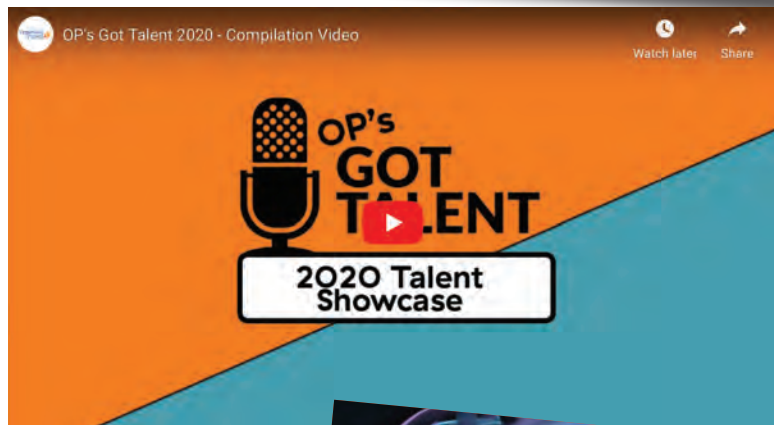 OP's Got Talent 2020 - Compilation Video
Watch later
Share
OP's
GOT
TALENT
2020 Talent
Showcase